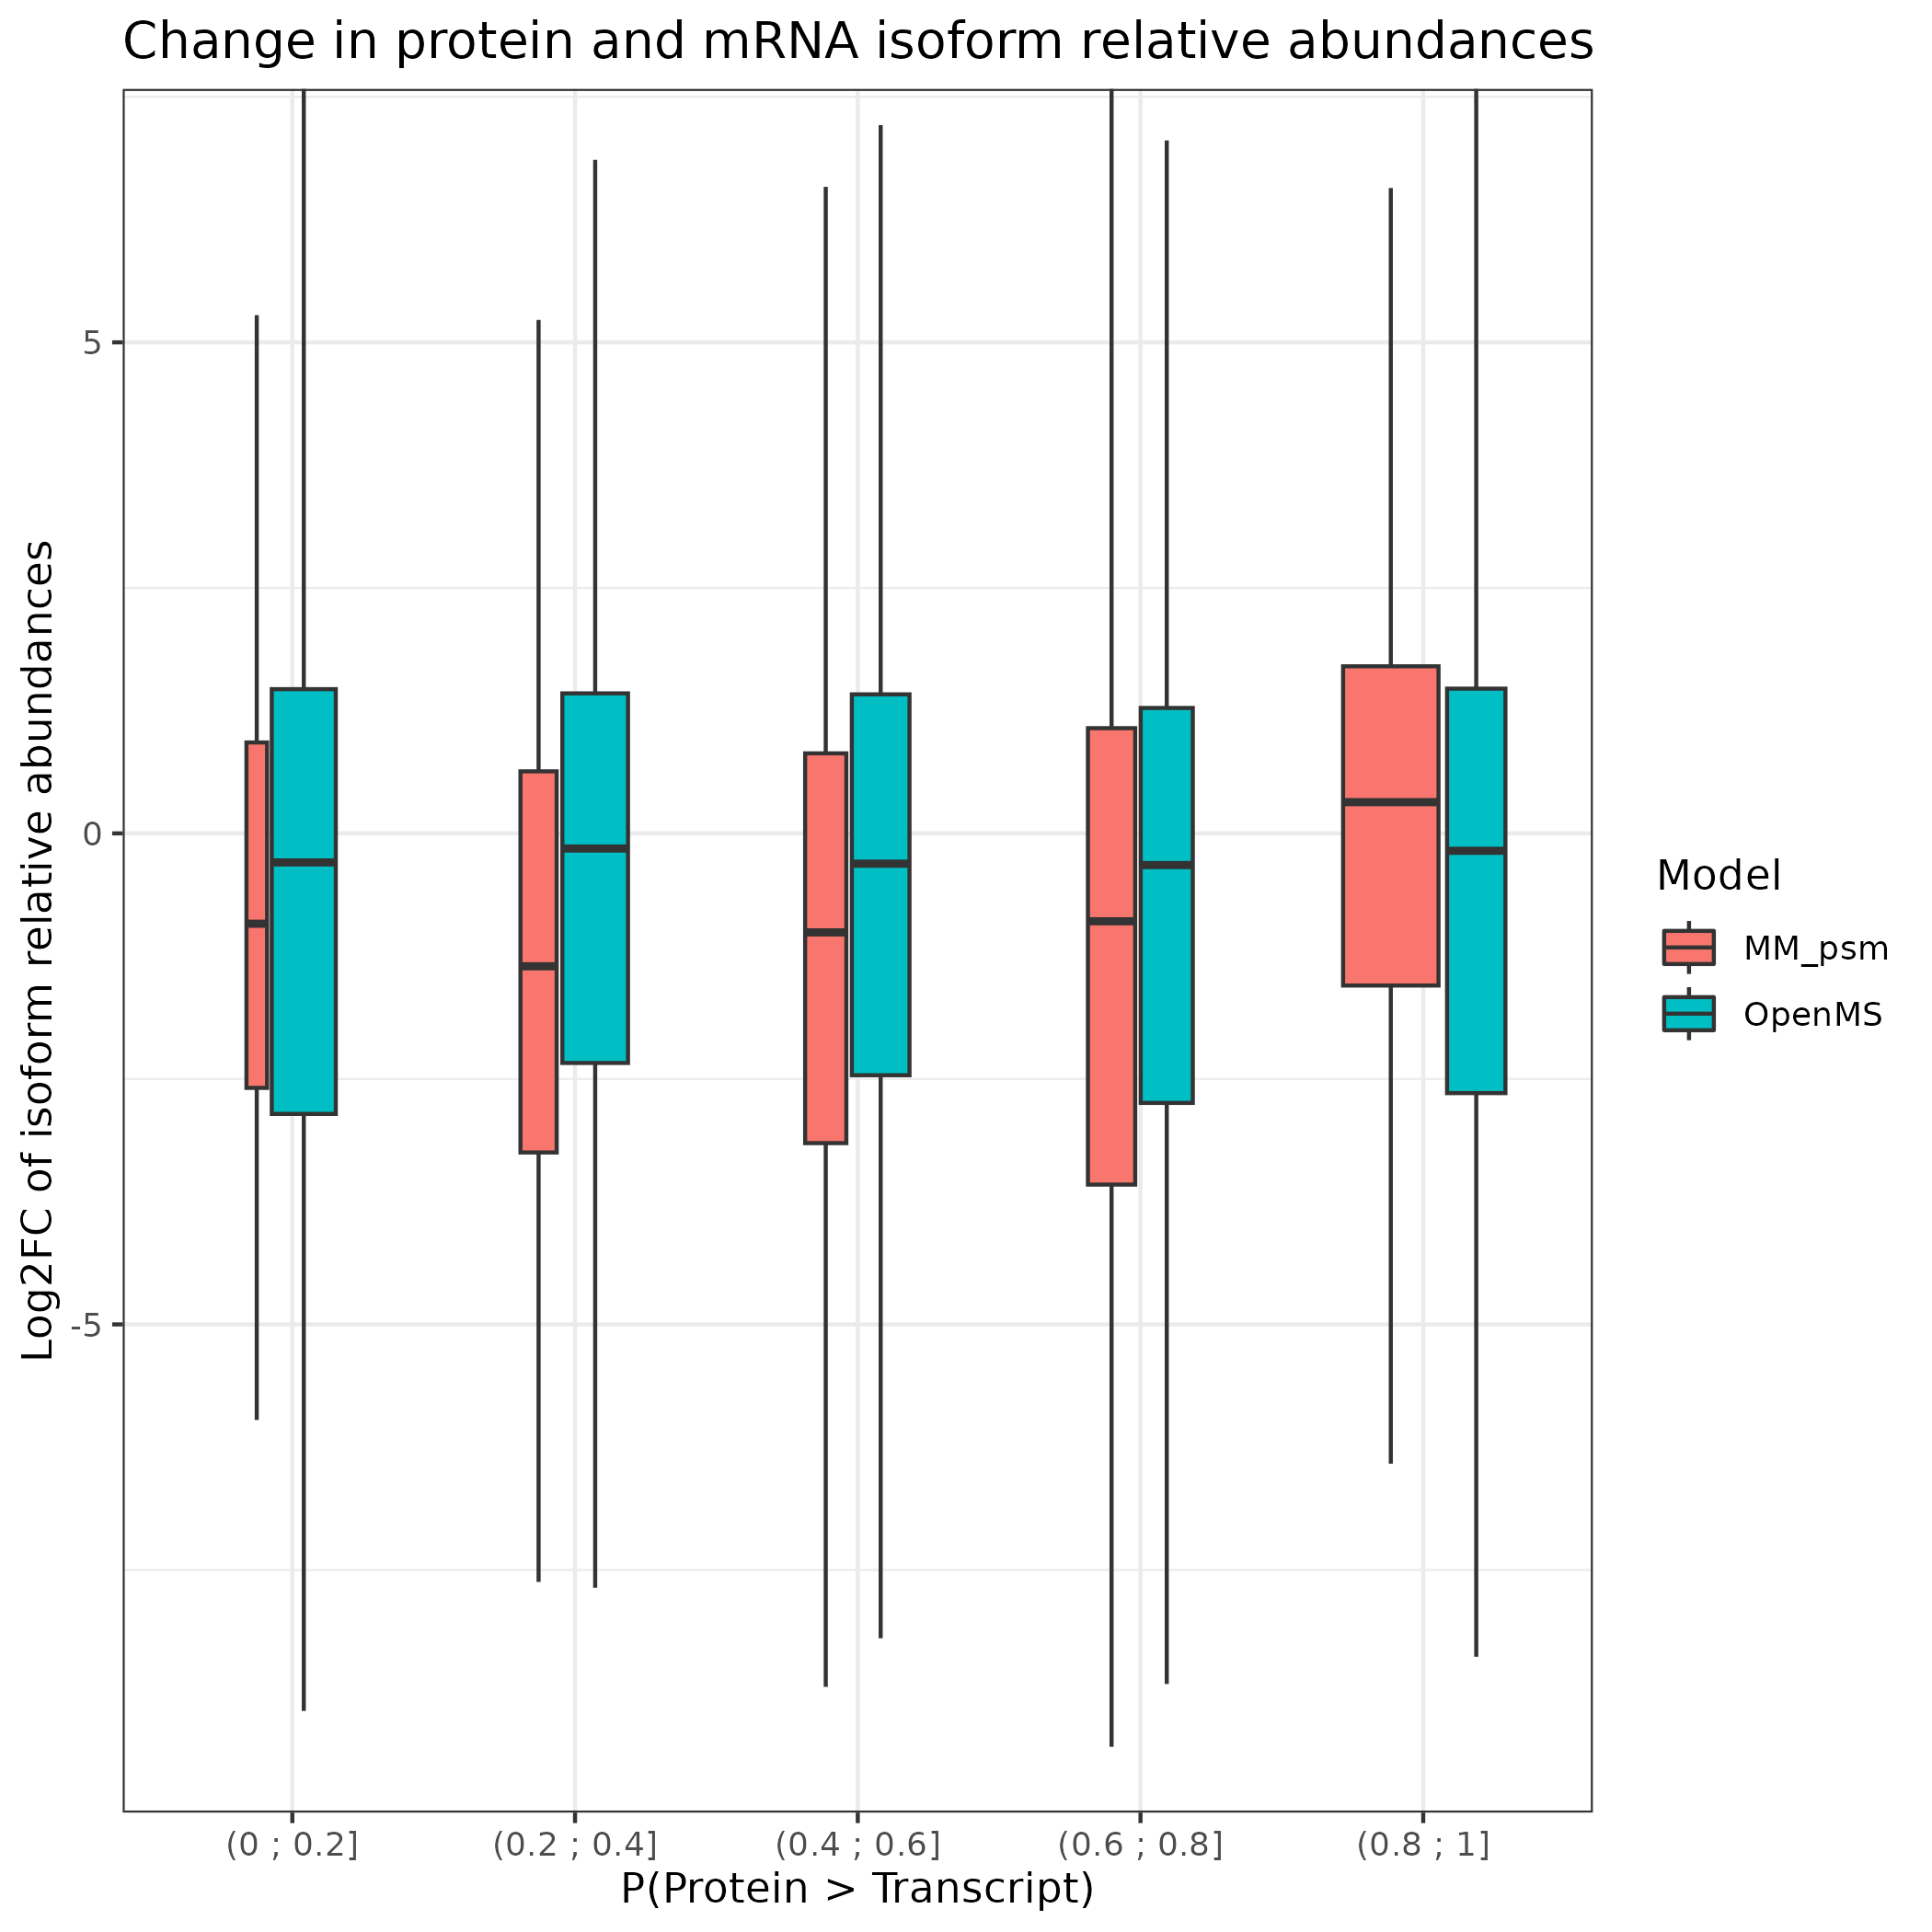 Change in protein and mRNA isoform relative abundances
Log2FC of isoform relative abundances
5
0
-5
(0 ; 0.2]
(0.2 ; 0.4]
(0.4 ; 0.6]
(0.6 ; 0.8]
(0.8 ; 1]
P(Protein > Transcript)
Model
MM_psm
OpenMS